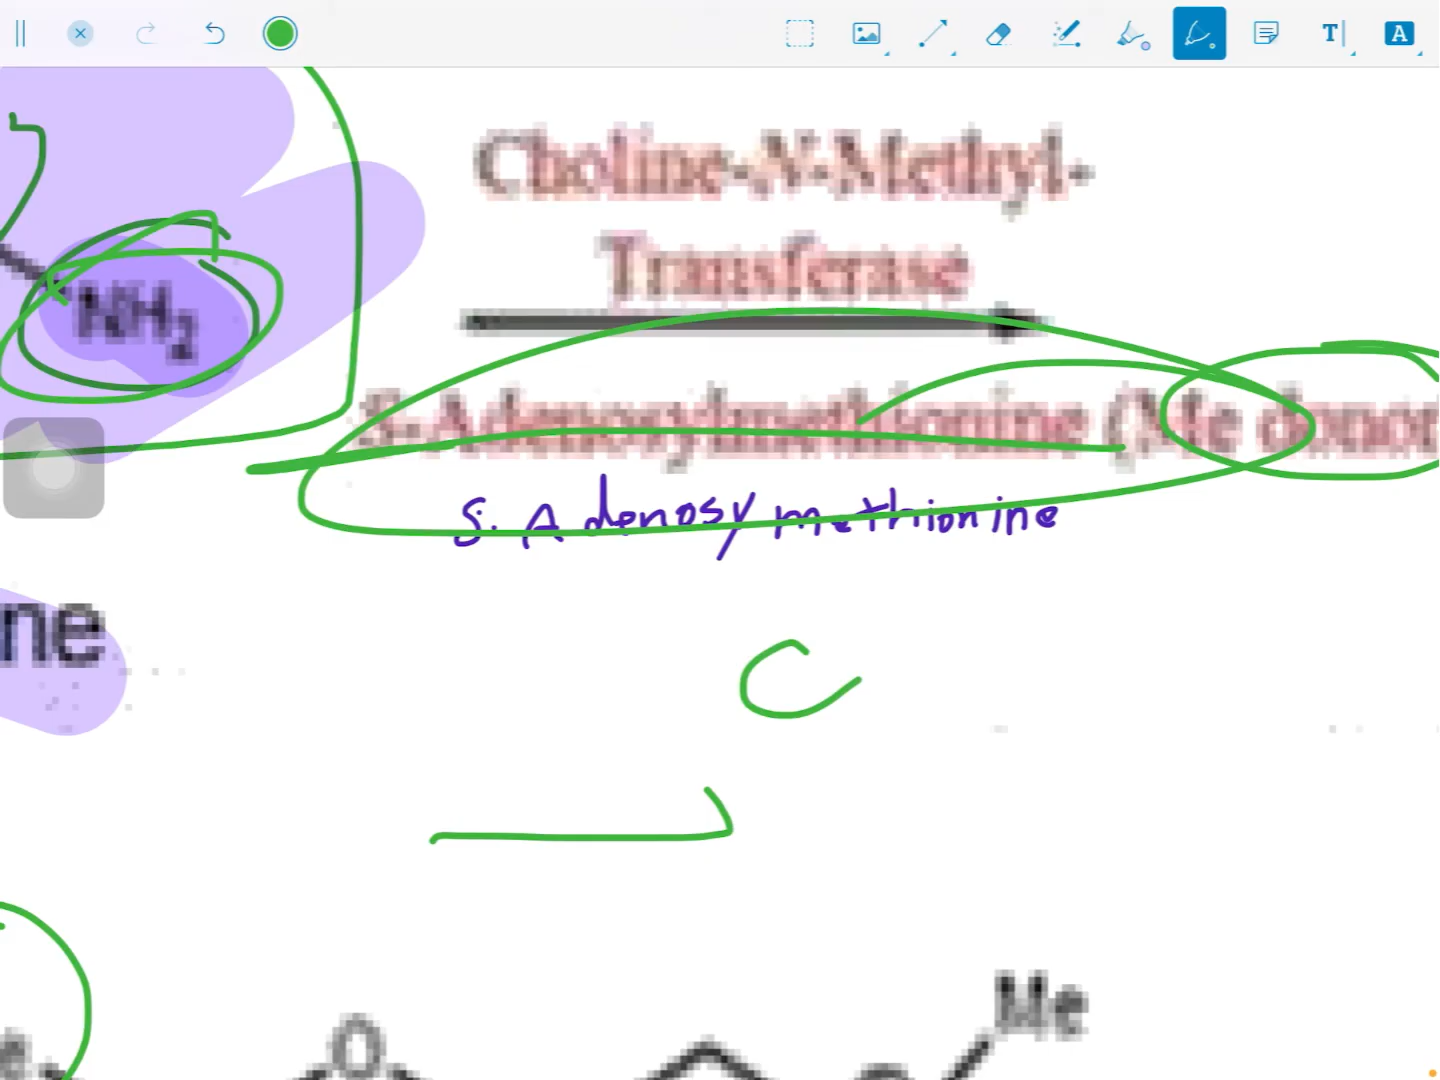 T
A
Choline-N-Methyl-
Transferase
NH2
S-Adenosylmethionine (Me donor
S. Adenosy methionine
ne
C
Me
O